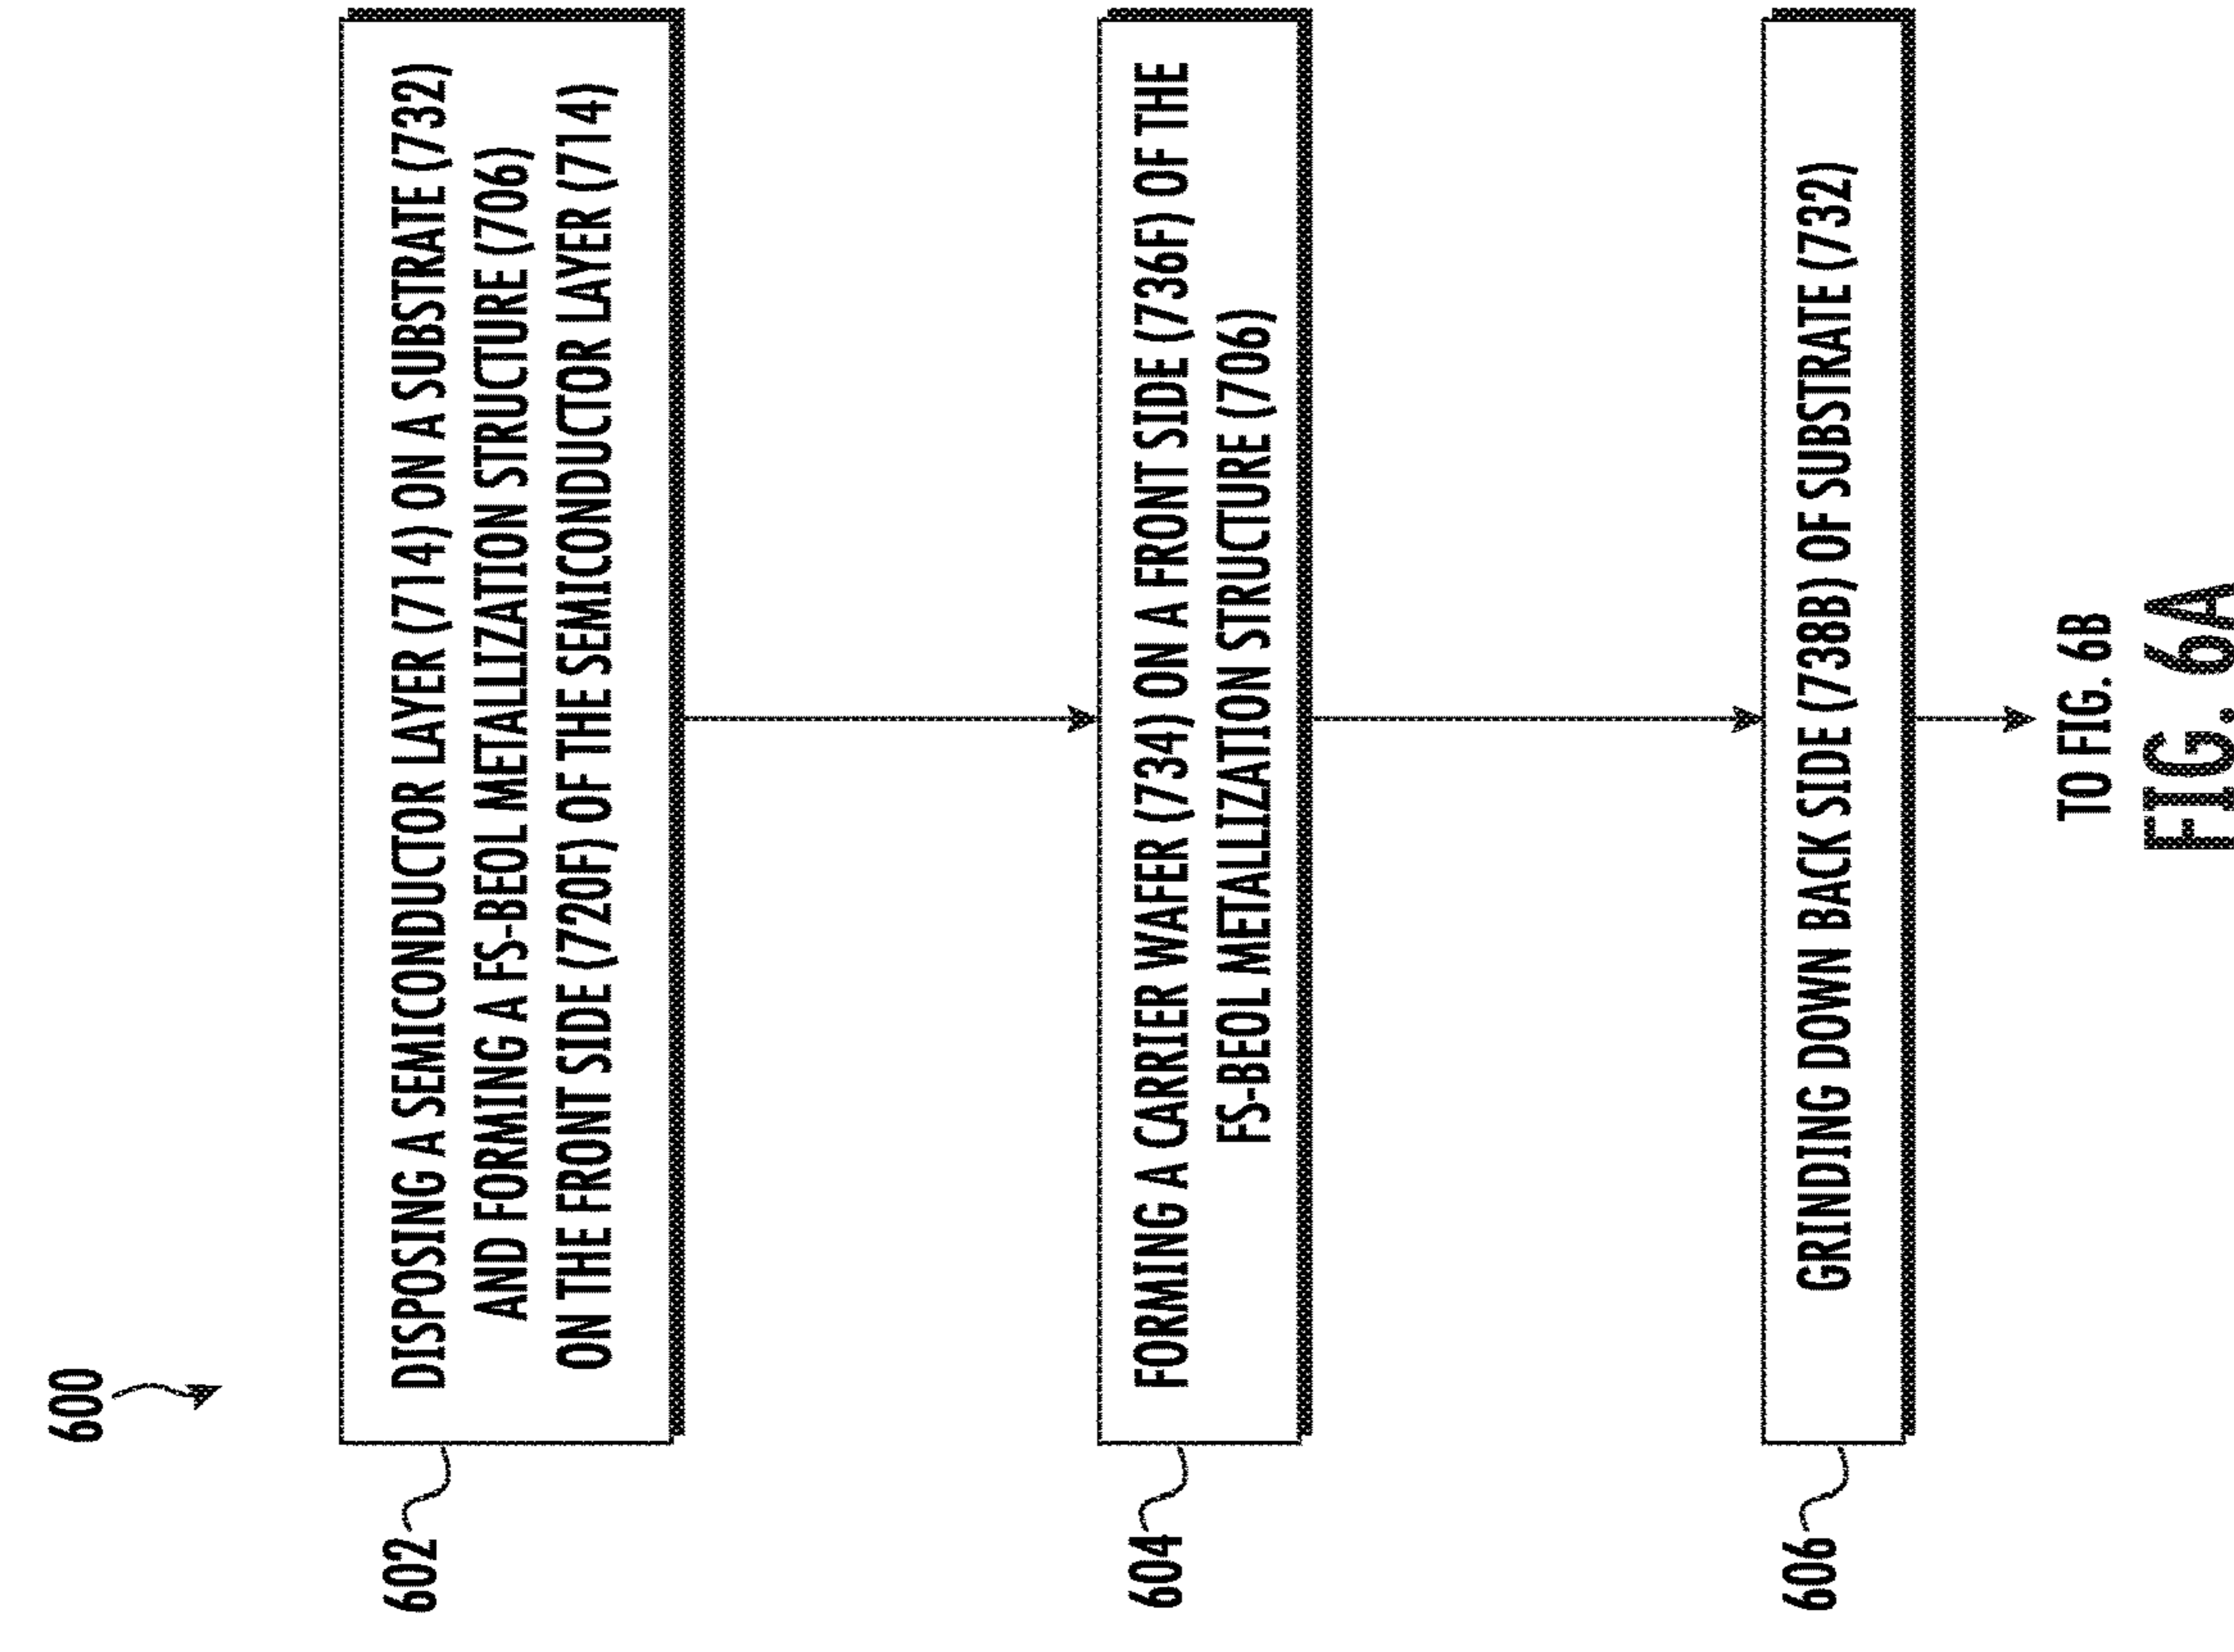 600
602
DISPOSING A SEMICONDUCTOR LAYER (714) ON A SUBSTRATE (732)
AND FORMING A FS-BEOL METALLIZATION STRUCTURE (706)
ON THE FRONT SIDE (720F) OF THE SEMICONDUCTOR LAYER (714)
604
FORMING A CARRIER WAFER (734) ON A FRONT SIDE (736F) OF THE
FS-BEOL METALLIZATION STRUCTURE (706)
606
GRINDING DOWN BACK SIDE (738B) OF SUBSTRATE (732)
TO FIG. 6B
FIG. 6A